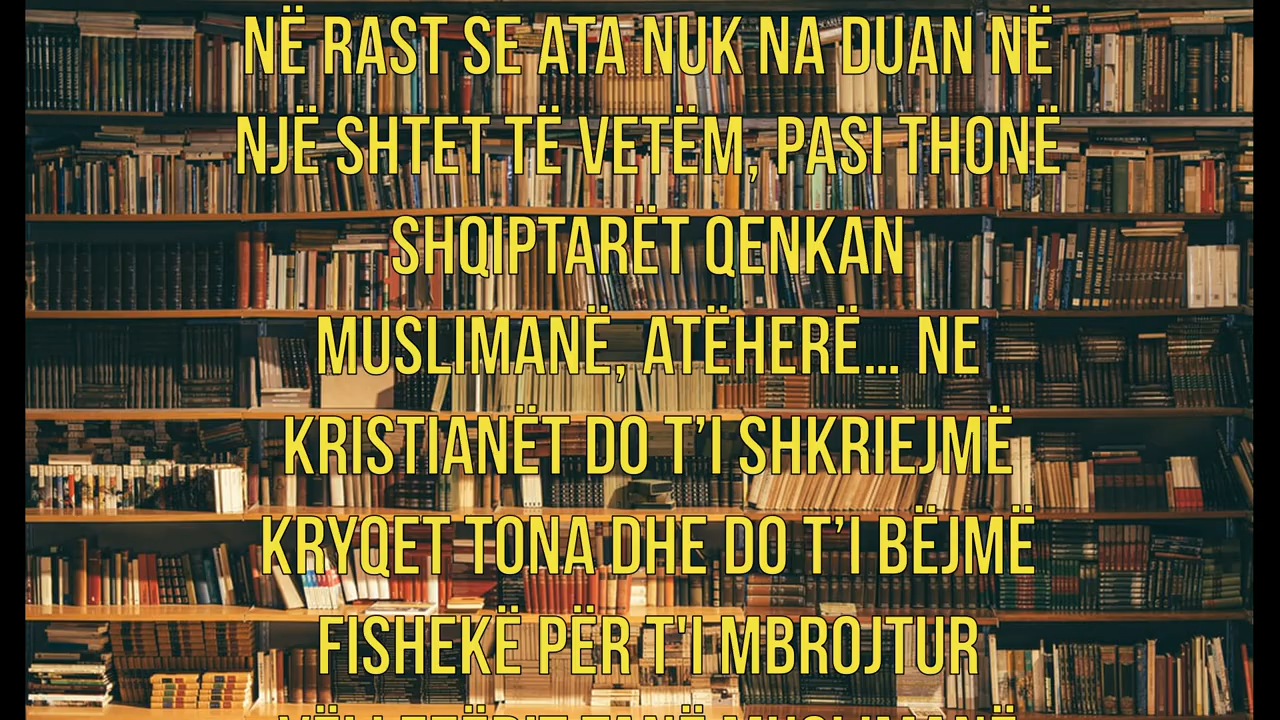 NË RAST SE ATA NUK NA DUAN NË
NJË SHTET TË VETËM, PASI THONË
SHQIPTARËT QENKAN
MUSLIMANË, ATËHERË... NE
KRISTIANËT DO T’I SHKRIEJMË
KRYQET TONA DHE DO T’I BËJMË
FISHEKË PËR T'I MBROJTUR